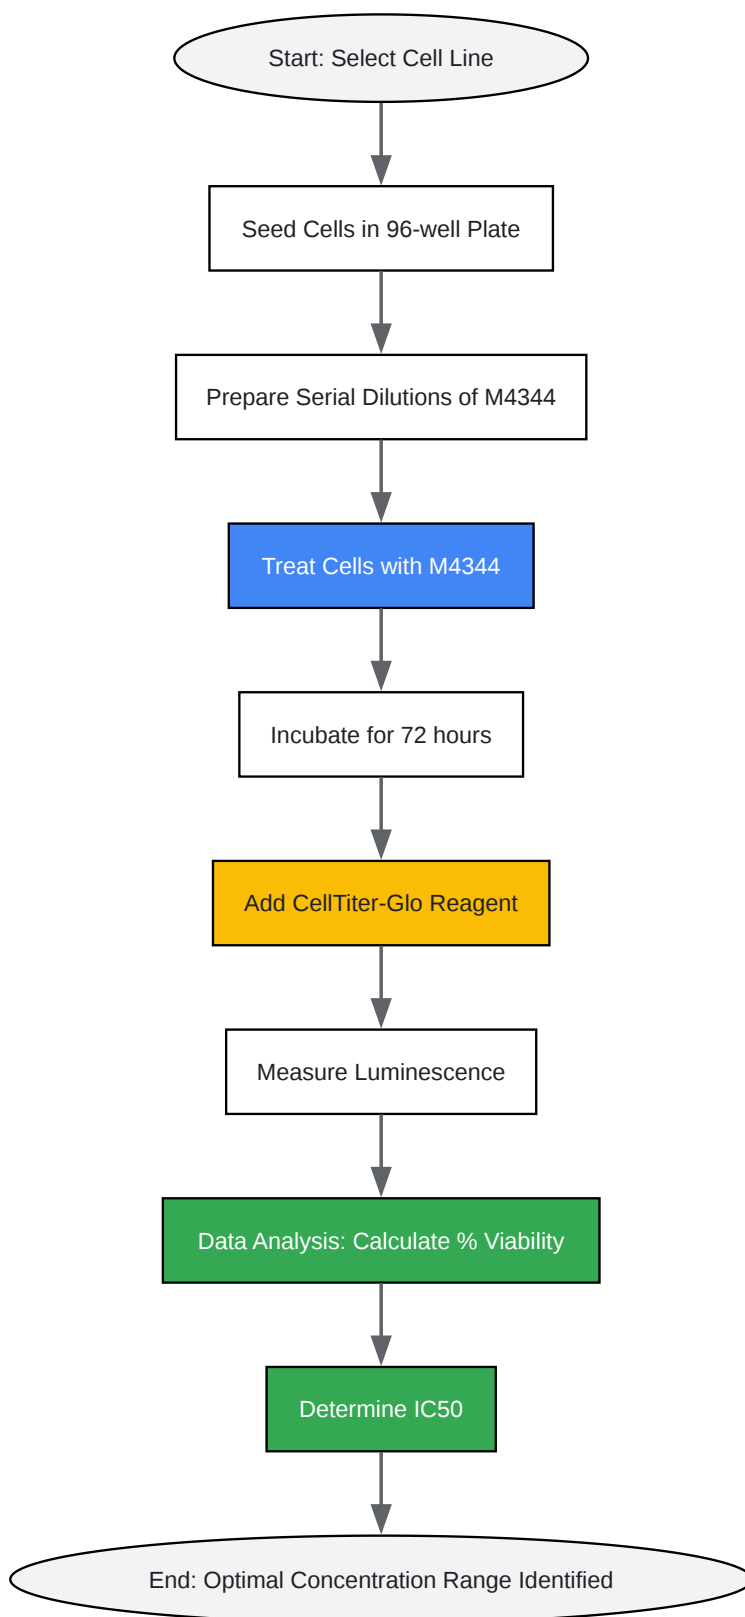 Start: Select Cell Line
Seed Cells in 96-well Plate
Prepare Serial Dilutions of M4344
Treat Cells with M4344
Incubate for 72 hours
Add CellTiter-Glo Reagent
Measure Luminescence
Data Analysis: Calculate % Viability
Determine IC50
End: Optimal Concentration Range Identified